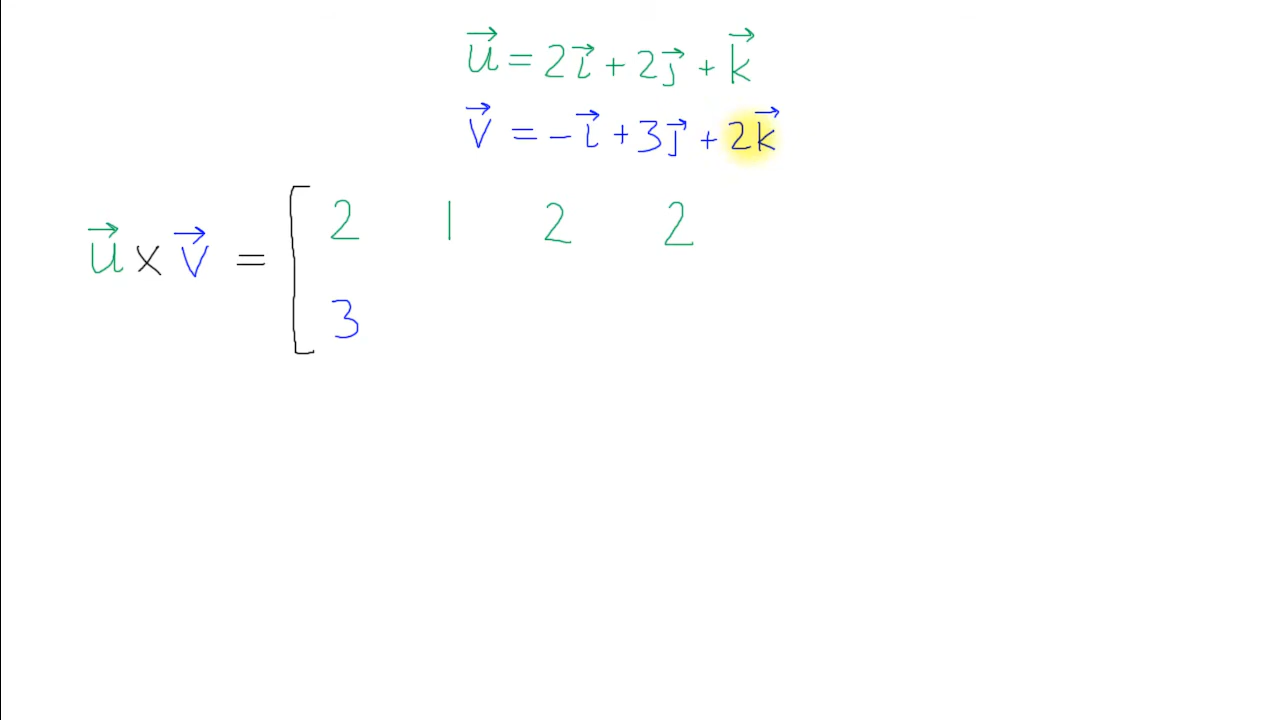 u⃗ = 2i⃗ + 2j⃗ + k⃗
v⃗ = -i⃗ + 3j⃗ + 2k⃗
u⃗ × v⃗ = [ 2 1 2 2
3